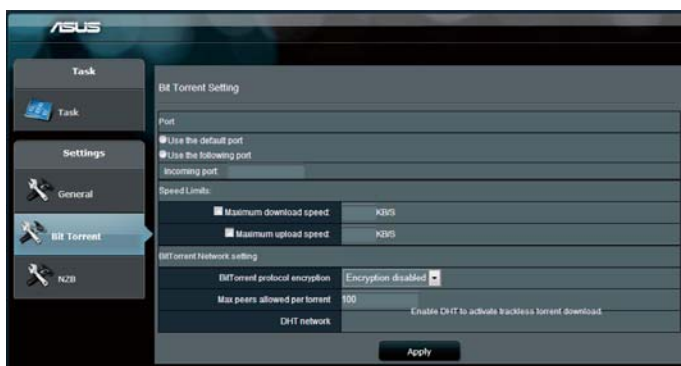 ASUS
Task
Task
Settings
General
Bit Torrent
NZB
Bit Torrent Setting
Port
Use the default port
Use the following port
Incoming port:
Speed Limits:
Maximum download speed: KB/S
Maximum upload speed: KB/S
BitTorrent Network setting
BitTorrent protocol encryption Encryption disabled
Max peers allowed per torrent 100
DHT network Enable DHT to activate trackless torrent download.
Apply